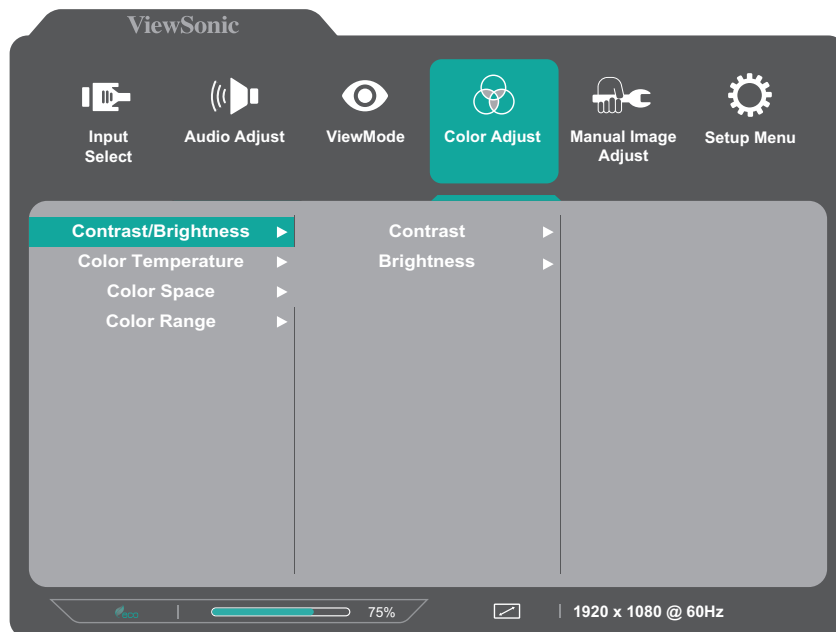 ViewSonic
Input
Select
Audio Adjust
ViewMode
Color Adjust
Manual Image
Adjust
Setup Menu
Contrast/Brightness
Color Temperature
Color Space
Color Range
Contrast
Brightness
eco
75%
1920 x 1080 @ 60Hz